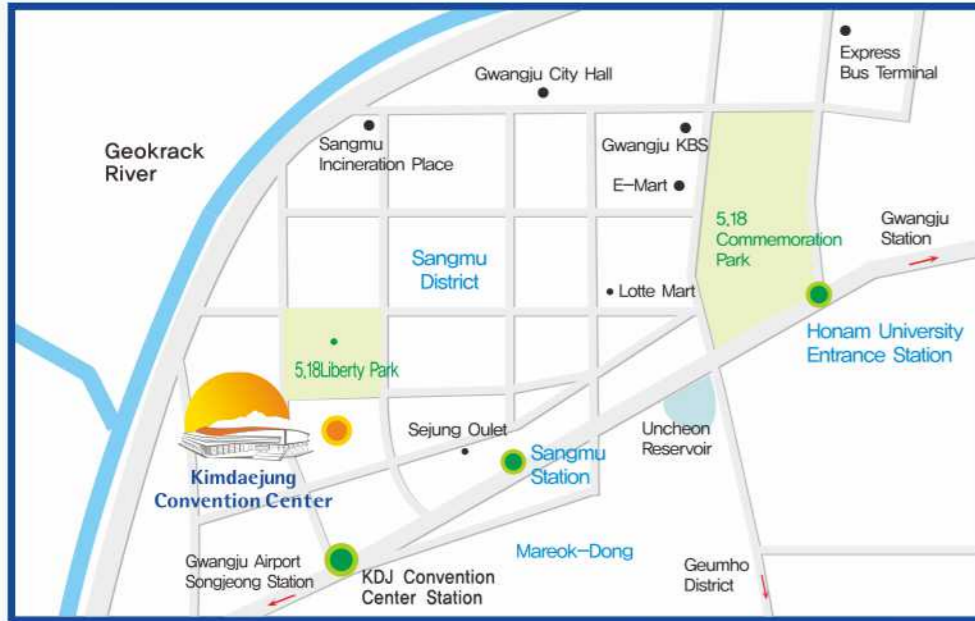 Express
Bus Terminal
Gwangju City Hall
Geokrack
River
Sangmu
Incineration Place
Gwangju KBS
E-Mart
5.18
Commemoration
Park
Gwangju
Station
Sangmu
District
Lotte Mart
Honam University
Entrance Station
5.18Liberty Park
Sejung Oulet
Uncheon
Reservoir
Sangmu
Station
Kimdaejung
Convention Center
Gwangju Airport
Songjeong Station
KDJ Convention
Center Station
Mareok-Dong
Geumho
District